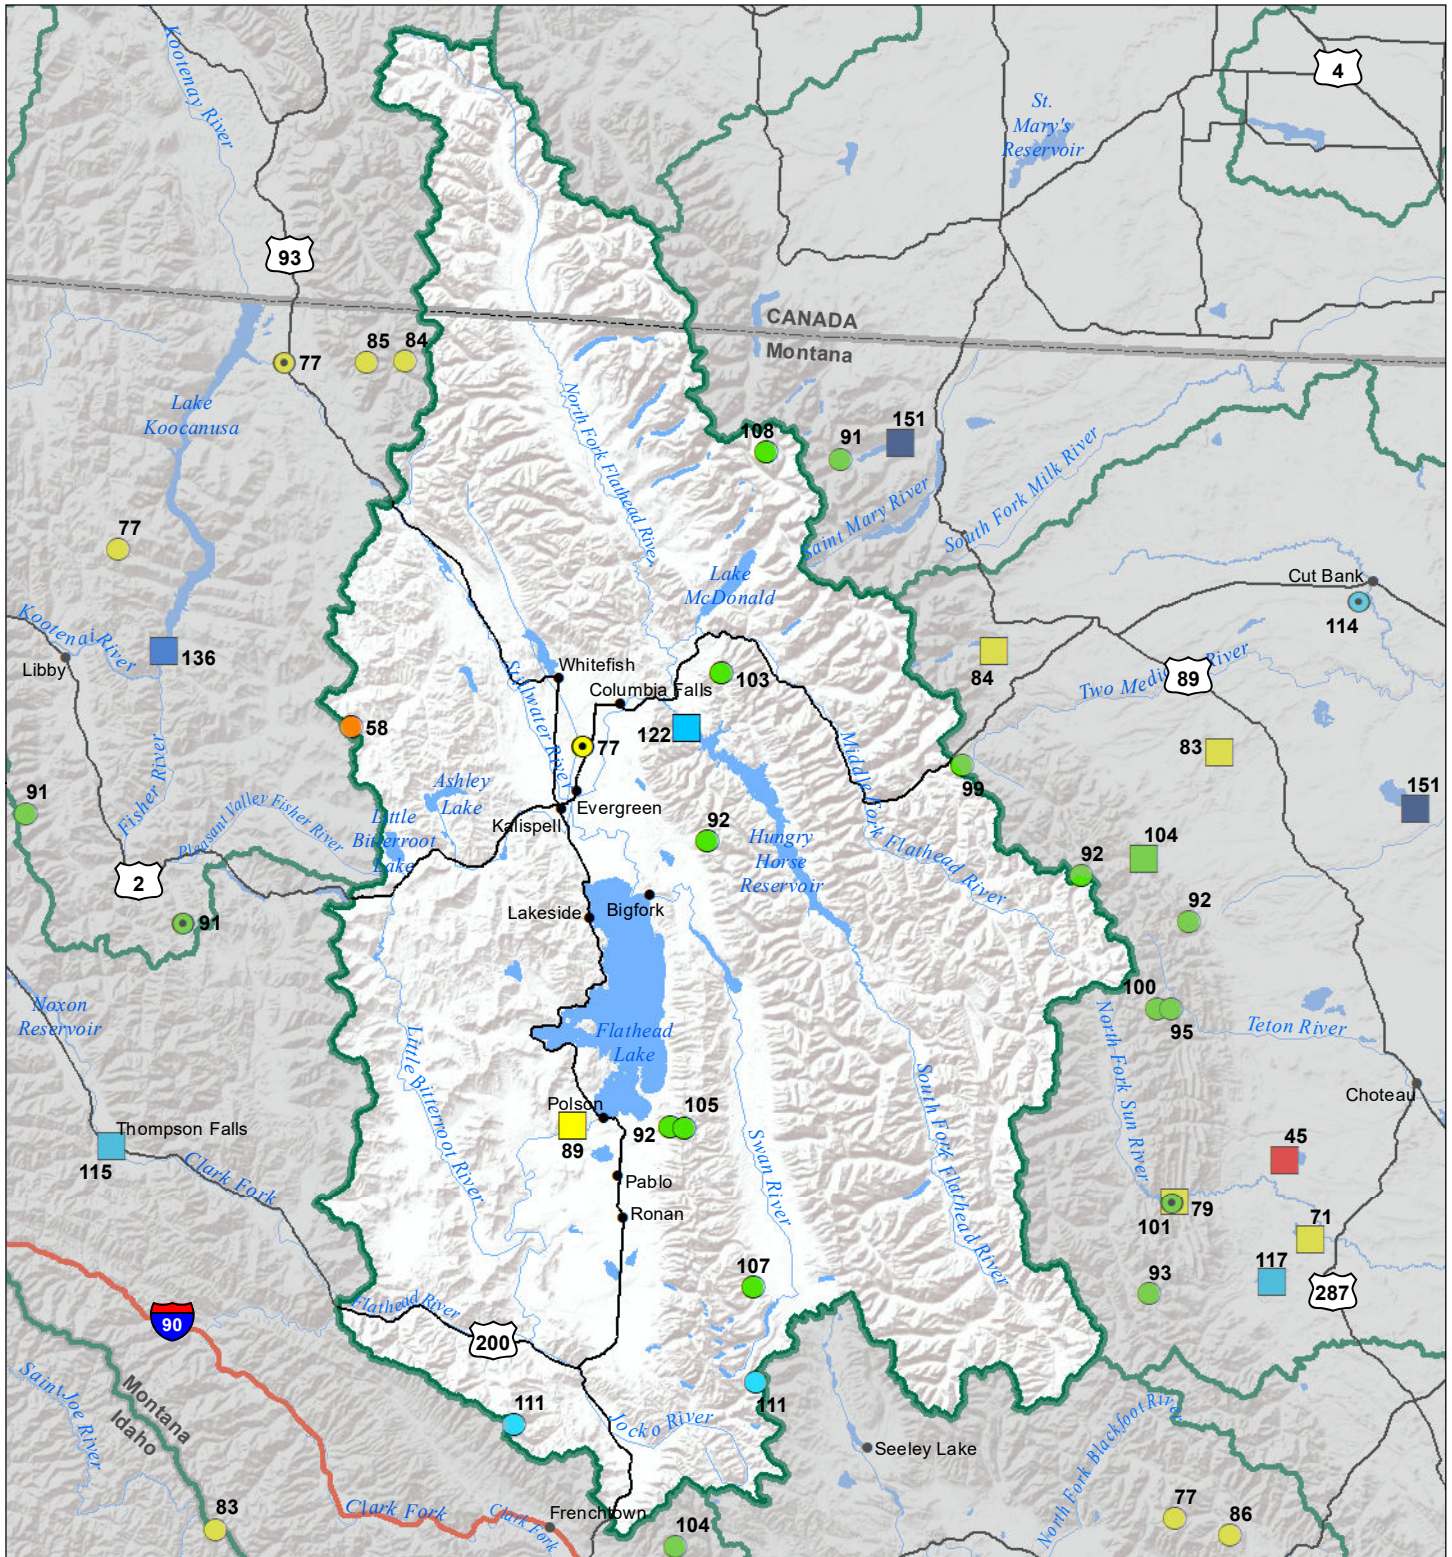 Kootenay River
4
St.
Mary's
Reservoir
93
CANADA
Montana
85
84
77
Lake
Koocanusa
North Fork Flathead River
108
91
151
Saint Mary River
South Fork Milk River
77
Lake
McDonald
Cut Bank
114
Kootenai River
Libby
136
Whitefish
Stillwater River
Columbia Falls
103
84
Two Medi
River
89
58
77
122
Middle Fork Flathead River
99
83
151
91
Fisher River
Ashley
Lake
Little
Bitterroot
Lake
Pleasant Valley Fisher River
Evergreen
Kalispell
92
Hungry
Horse
Reservoir
104
92
92
2
91
Lakeside
Bigfork
Noxon
Reservoir
Little Bitterroot River
Flathead
Lake
100
95
North Fork Sun River
Teton River
South Fork Flathead River
Choteau
Polson
89
92
105
Thompson Falls
115
Clark Fork
Swan River
Pablo
Ronan
45
79
101
71
117
93
287
107
Flathead River
200
90
Montana
Idaho
Saint Joe River
111
Jocko River
111
Seeley Lake
North Fork Blackfoot River
83
Clark Fork
Clark Fork
Frenchtown
104
77
86